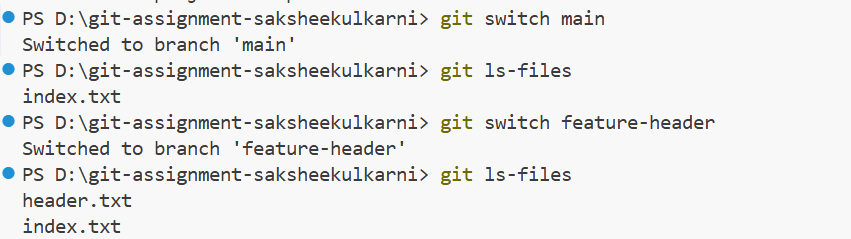 PS D:\git-assignment-saksheekulkarni> git switch main
Switched to branch 'main'
PS D:\git-assignment-saksheekulkarni> git ls-files
index.txt
PS D:\git-assignment-saksheekulkarni> git switch feature-header
Switched to branch 'feature-header'
PS D:\git-assignment-saksheekulkarni> git ls-files
header.txt
index.txt